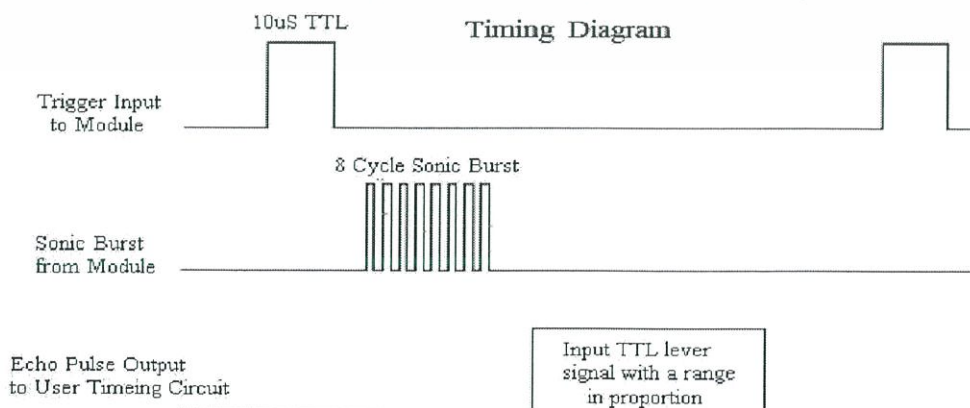 10uS TTL
Timing Diagram
Trigger Input
to Module
8 Cycle Sonic Burst
Sonic Burst
from Module
Echo Pulse Output
to User Timeing Circuit
Input TTL lever
signal with a range
in proportion